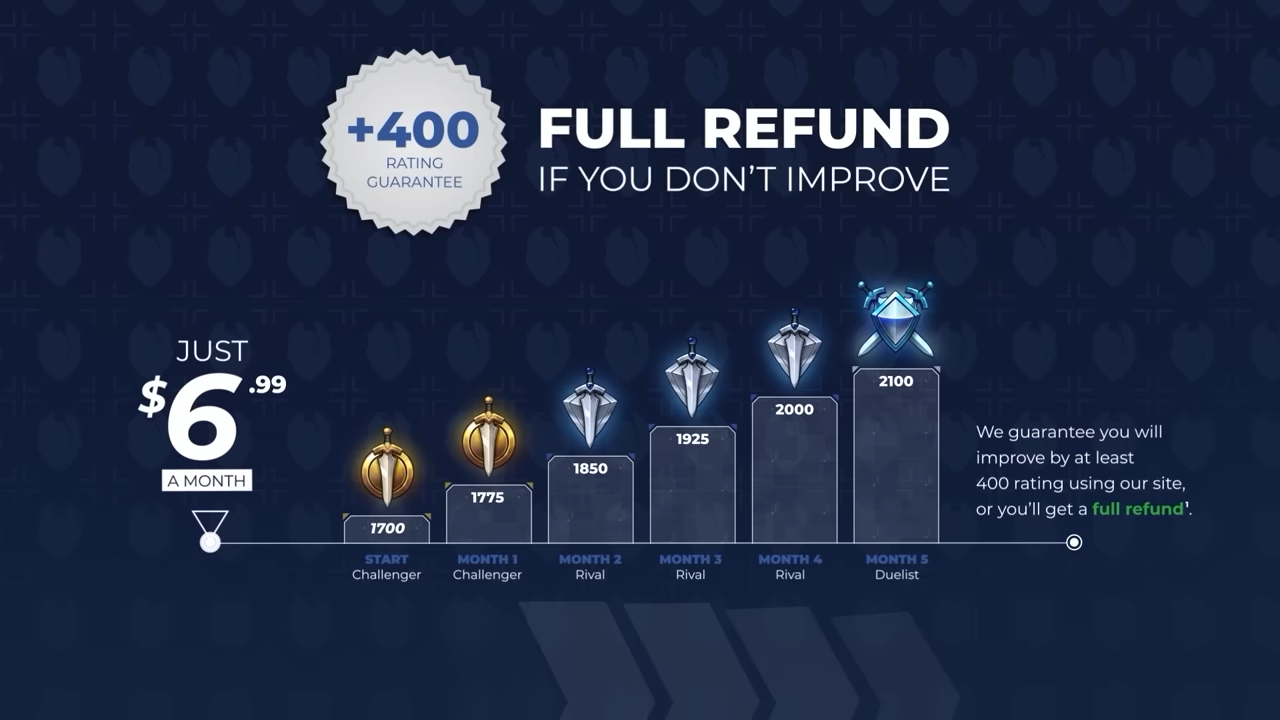 +400
RATING
GUARANTEE
FULL REFUND
IF YOU DON'T IMPROVE
JUST
$6.99
A MONTH
1700
1775
1850
1925
2000
2100
START
Challenger
MONTH 1
Challenger
MONTH 2
Rival
MONTH 3
Rival
MONTH 4
Rival
MONTH 5
Duelist
We guarantee you will
improve by at least
400 rating using our site,
or you'll get a full refund¹.